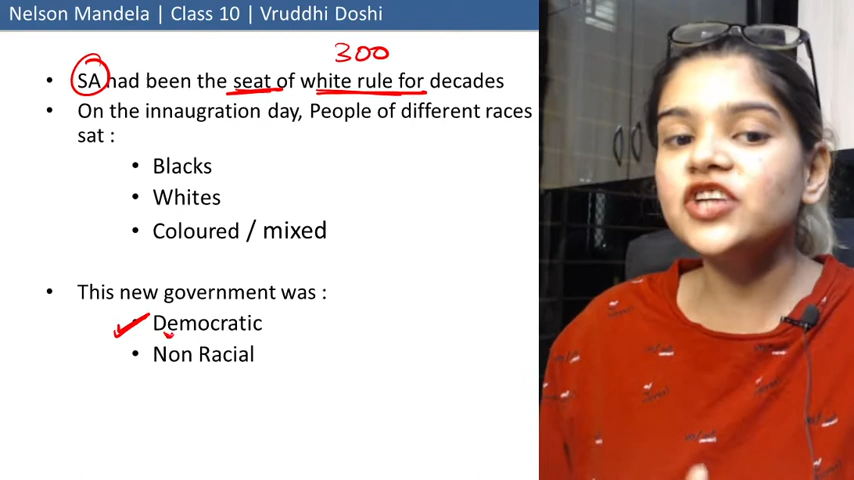 Nelson Mandela | Class 10 | Vruddhi Doshi
300
• SA had been the seat of white rule for decades
• On the innaugration day, People of different races
sat :
• Blacks
• Whites
• Coloured / mixed
• This new government was :
• Democratic
• Non Racial